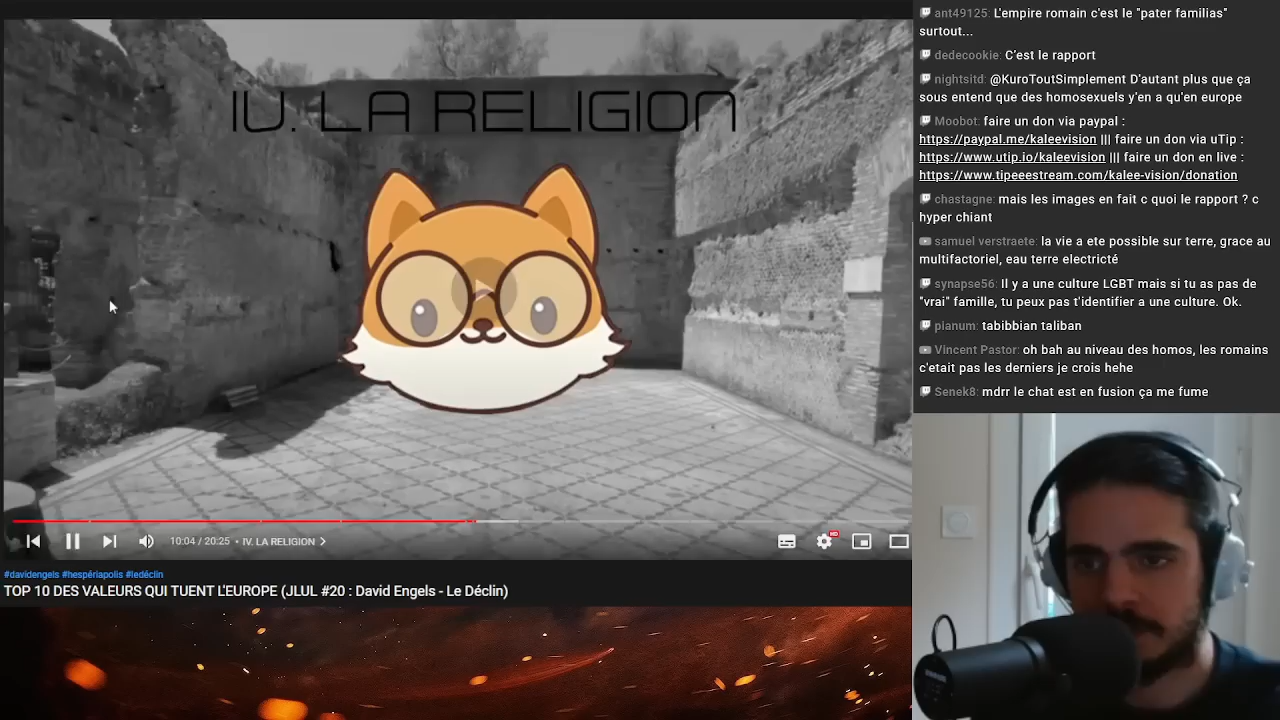 IV. LA RELIGION
10:04 / 20:25 • IV. LA RELIGION
HD
#davidengels #hespériapolis #ledéclin
TOP 10 DES VALEURS QUI TUENT L'EUROPE (JLUL #20 : David Engels - Le Déclin)
ant49125: L'empire romain c'est le "pater familias"
surtout...
dedecookie: C'est le rapport
nightsitd: @KuroToutSimplement D'autant plus que ça
sous entend que des homosexuels y'en a qu'en europe
Moobot: faire un don via paypal :
https://paypal.me/kaleevision ||| faire un don via uTip :
https://www.utip.io/kaleevision ||| faire un don en live :
https://www.tipeeestream.com/kalee-vision/donation
chastagne: mais les images en fait c quoi le rapport ? c
hyper chiant
samuel verstraete: la vie a ete possible sur terre, grace au
multifactoriel, eau terre electricté
synapse56: Il y a une culture LGBT mais si tu as pas de
"vrai" famille, tu peux pas t'identifier a une culture. Ok.
pianum: tabibbian taliban
Vincent Pastor: oh bah au niveau des homos, les romains
c'etait pas les derniers je crois hehe
Senek8: mdrr le chat est en fusion ça me fume